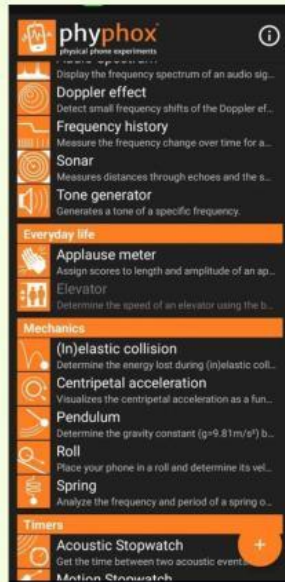 phyphox
physical phone experiments
Audio Spectrum
Display the frequency spectrum of an audio sig...
Doppler effect
Detect small frequency shifts of the Doppler ef...
Frequency history
Measure the frequency change over time for a...
Sonar
Measures distances through echoes and the s...
Tone generator
Generates a tone of a specific frequency.
Everyday life
Applause meter
Assign scores to length and amplitude of an ap...
Elevator
Determine the speed of an elevator using the b...
Mechanics
(In)elastic collision
Determine the energy lost during (in)elastic coll...
Centripetal acceleration
Visualizes the centripetal acceleration as a fun...
Pendulum
Determine the gravity constant (g=9.81m/s²) b...
Roll
Place your phone in a roll and determine its vel...
Spring
Analyze the frequency and period of a spring o...
Timers
Acoustic Stopwatch
Get the time between two acoustic events.
Motion Stopwatch